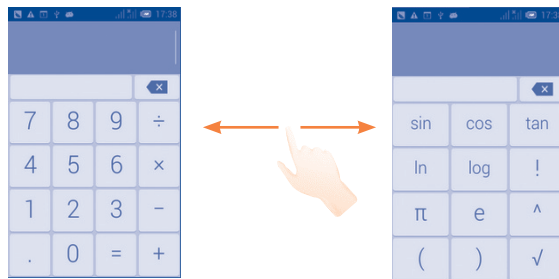 17:38
7 8 9 ÷
4 5 6 ×
1 2 3 −
. 0 = +
17:38
sin cos tan
ln log !
π e ^
( ) √